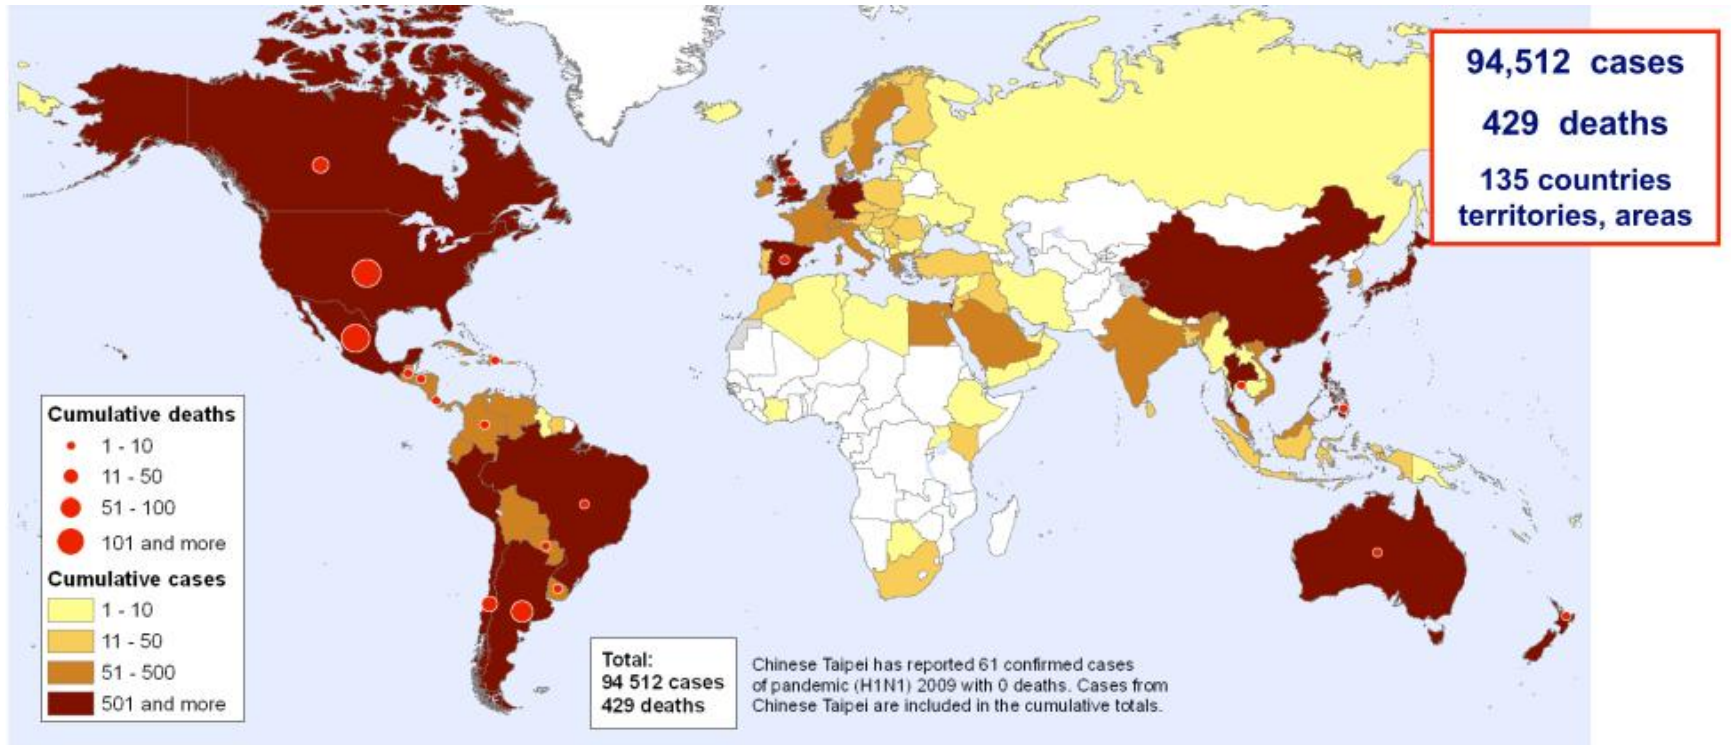 94,512 cases
429 deaths
135 countries
territories, areas
Cumulative deaths
1 - 10
11 - 50
51 - 100
101 and more
Cumulative cases
1 - 10
11 - 50
51 - 500
501 and more
Total:
94 512 cases
429 deaths
Chinese Taipei has reported 61 confirmed cases
of pandemic (H1N1) 2009 with 0 deaths. Cases from
Chinese Taipei are included in the cumulative totals.